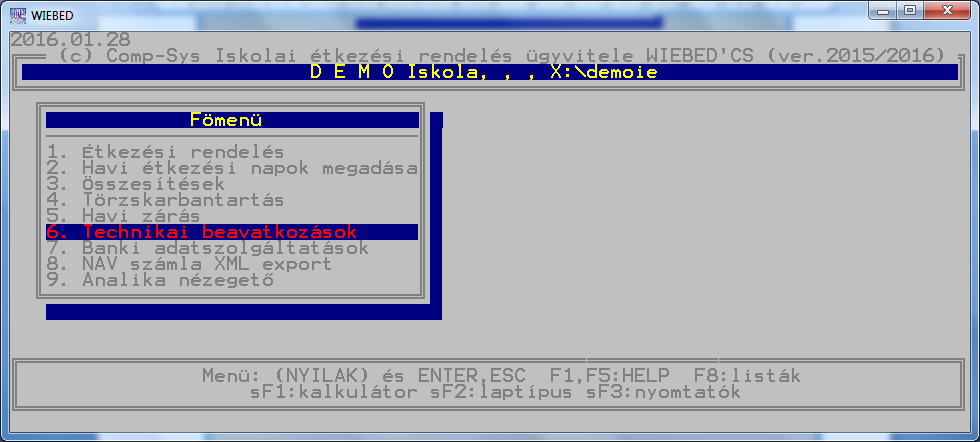 WIEBED
2016.01.28
(c) Comp-Sys Iskolai étkezési rendelés ügyvitele WIEBED'CS (ver.2015/2016)
D E M O Iskola, , , X:\demoie
Fömenü
1. Étkezési rendelés
2. Havi étkezési napok megadása
3. Összesítések
4. Törzskarbantartás
5. Havi zárás
6. Technikai beavatkozások
7. Banki adatszolgáltatások
8. NAV számla XML export
9. Analika nézegető
Menü: (NYILAK) és ENTER,ESC  F1,F5:HELP  F8:listák
sF1:kalkulátor sF2:laptípus sF3:nyomtatók